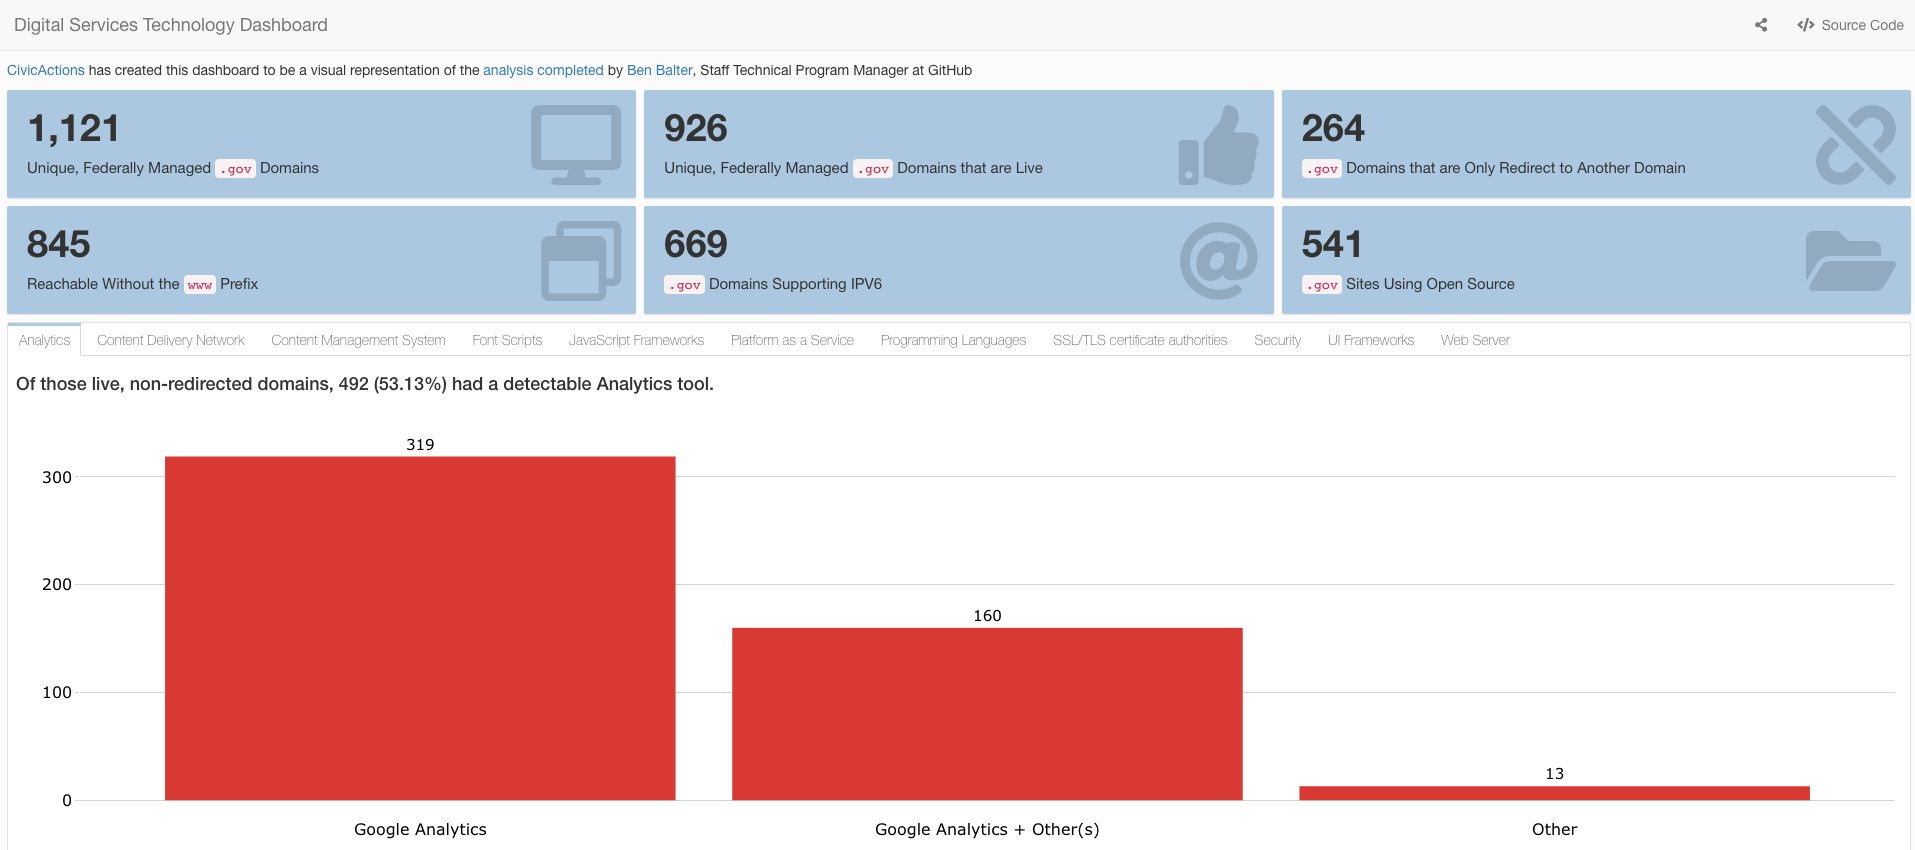 Digital Services Technology Dashboard
Source Code
CivicActions has created this dashboard to be a visual representation of the analysis completed by Ben Balter, Staff Technical Program Manager at GitHub
1,121
Unique, Federally Managed .gov Domains
926
Unique, Federally Managed .gov Domains that are Live
264
.gov Domains that are Only Redirect to Another Domain
845
Reachable Without the www Prefix
669
.gov Domains Supporting IPV6
541
.gov Sites Using Open Source
Analytics Content Delivery Network Content Management System Font Scripts JavaScript Frameworks Platform as a Service Programming Languages SSL/TLS certificate authorities Security UI Frameworks Web Server
Of those live, non-redirected domains, 492 (53.13%) had a detectable Analytics tool.
319
300
200
160
100
13
0
Google Analytics Google Analytics + Other(s) Other